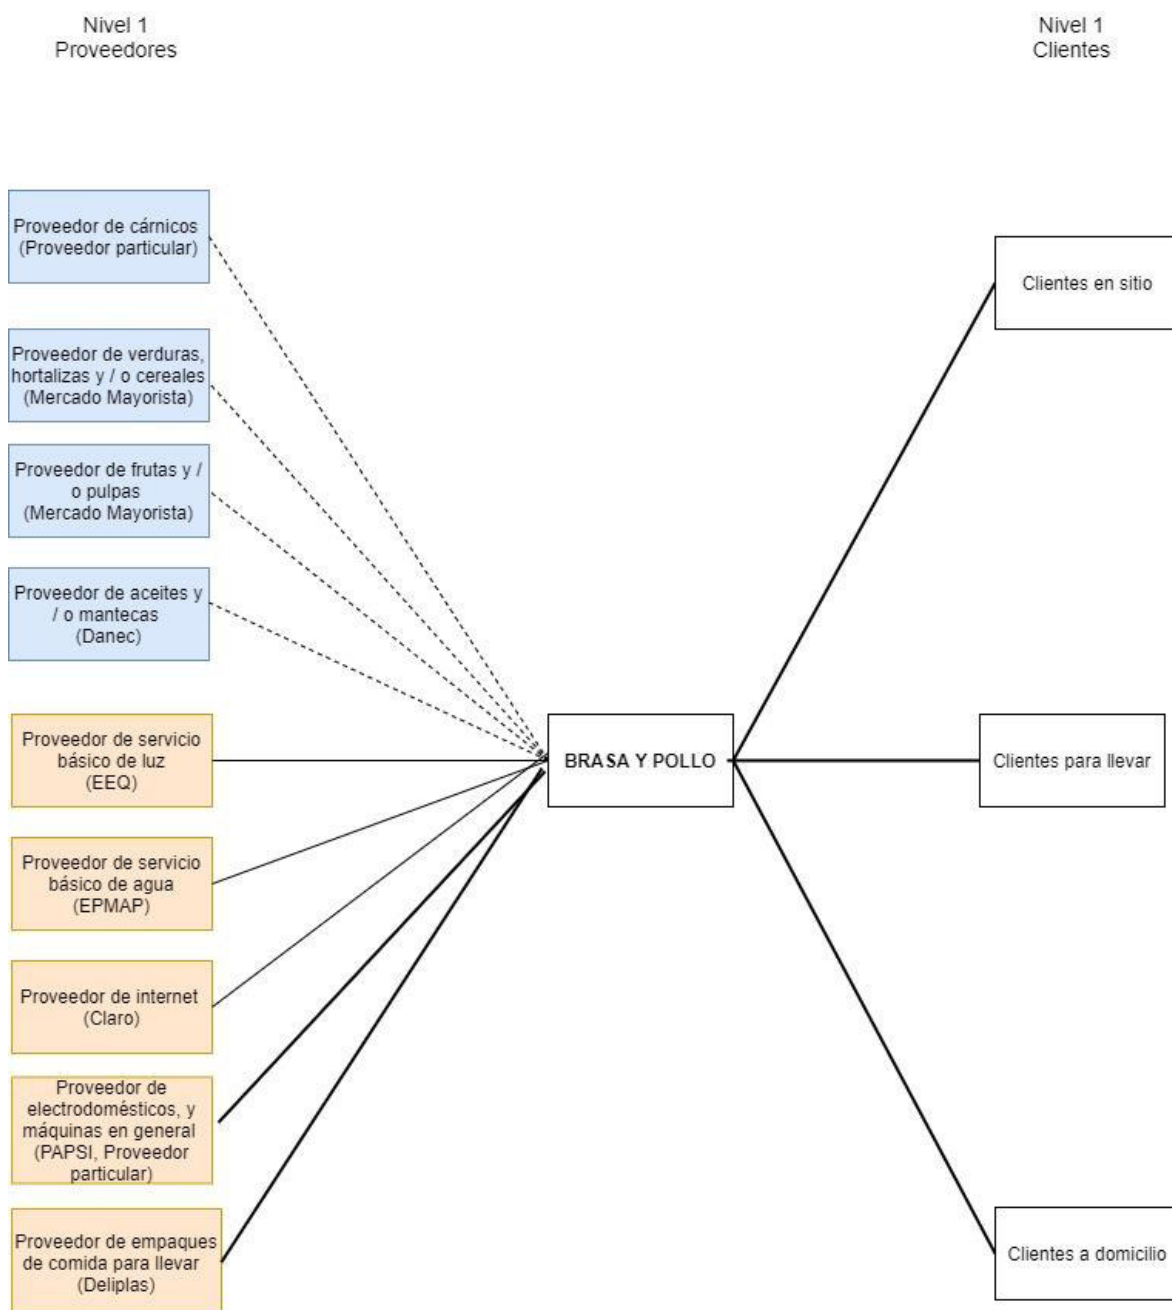 Nivel 1
Proveedores
Nivel 1
Clientes
Proveedor de cárnicos
(Proveedor particular)
Proveedor de verduras,
hortalizas y / o cereales
(Mercado Mayorista)
Proveedor de frutas y /
o pulpas
(Mercado Mayorista)
Proveedor de aceites y
/ o mantecas
(Danec)
Proveedor de servicio
básico de luz
(EEQ)
Proveedor de servicio
básico de agua
(EPMAP)
Proveedor de internet
(Claro)
Proveedor de
electrodomésticos, y
máquinas en general
(PAPSI, Proveedor
particular)
Proveedor de empaques
de comida para llevar
(Deliplas)
BRASA Y POLLO
Clientes en sitio
Clientes para llevar
Clientes a domicilio